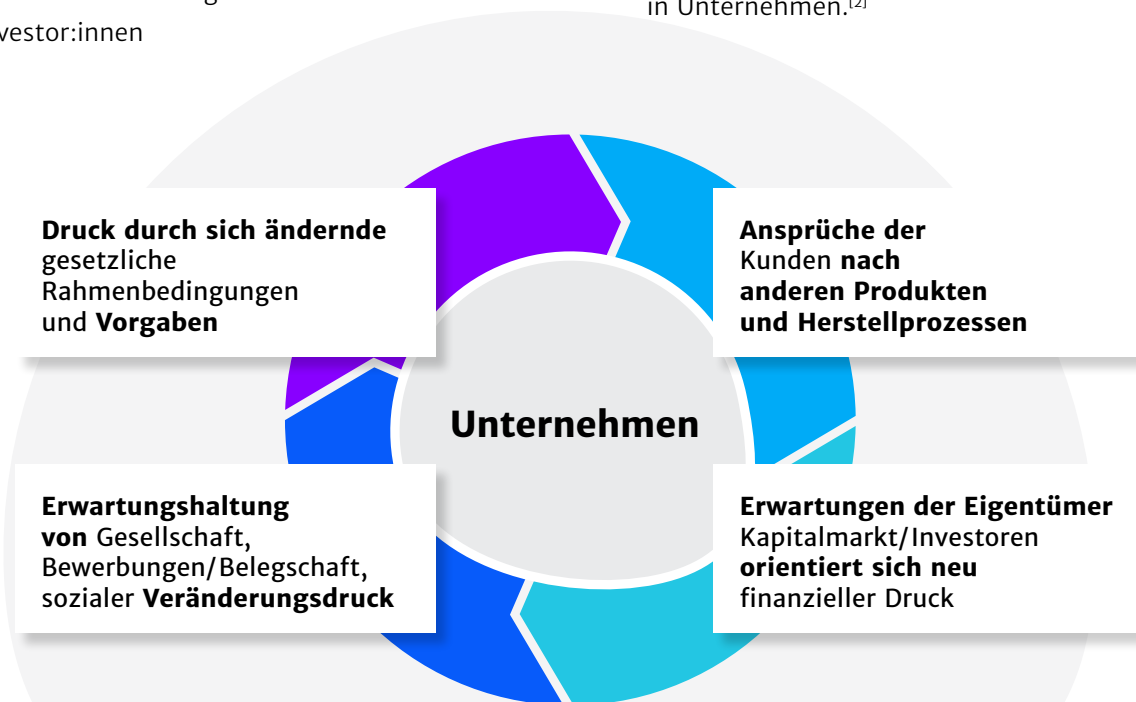 vestor:innen
in Unternehmen.[2]
Druck durch sich ändernde
gesetzliche
Rahmenbedingungen
und Vorgaben
Ansprüche der
Kunden nach
anderen Produkten
und Herstellprozessen
Unternehmen
Erwartungshaltung
von Gesellschaft,
Bewerbungen/Belegschaft,
sozialer Veränderungsdruck
Erwartungen der Eigentümer
Kapitalmarkt/Investoren
orientiert sich neu
finanzieller Druck